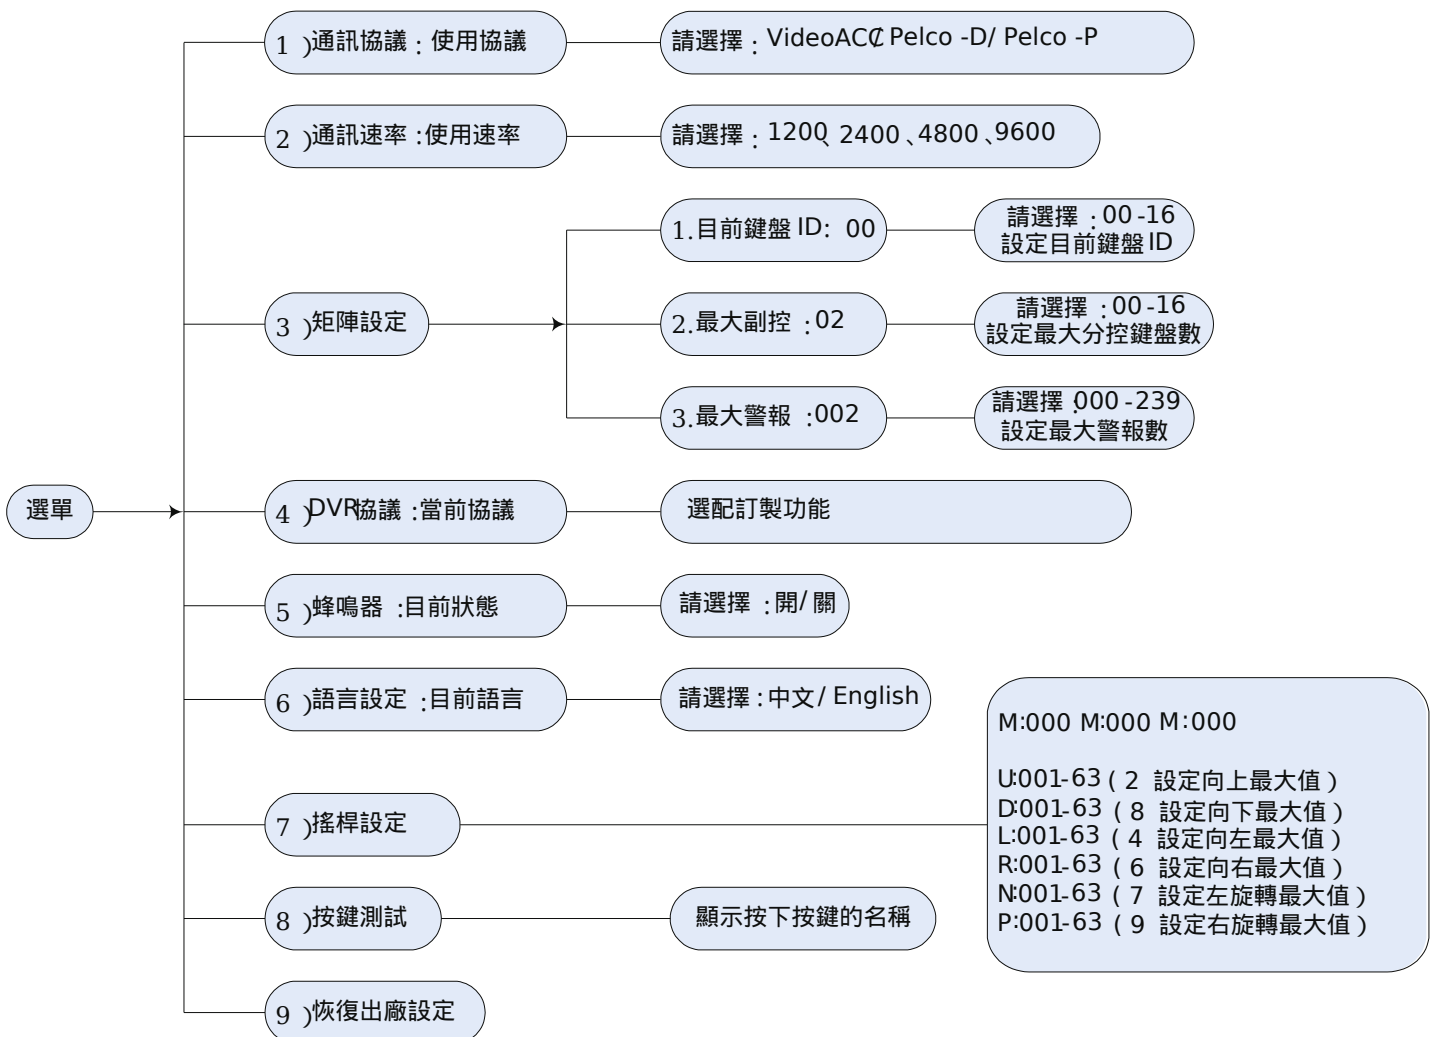 1 )通訊協議：使用協議
請選擇：VideoACC/ Pelco -D/ Pelco -P
2 )通訊速率：使用速率
請選擇：1200、2400、4800、9600
3 )矩陣設定
1.目前鍵盤 ID: 00
請選擇：00 -16
設定目前鍵盤 ID
2.最大副控：02
請選擇：00 -16
設定最大分控鍵盤數
3.最大警報：002
請選擇：000 -239
設定最大警報數
選單
4 )DVR協議：當前協議
選配訂製功能
5 )蜂鳴器：目前狀態
請選擇：開/ 關
6 )語言設定：目前語言
請選擇：中文/ English
7 )搖桿設定
M:000 M:000 M:000
U:001-63 ( 2 設定向上最大值 )
D:001-63 ( 8 設定向下最大值 )
L:001-63 ( 4 設定向左最大值 )
R:001-63 ( 6 設定向右最大值 )
N:001-63 ( 7 設定左旋轉最大值 )
P:001-63 ( 9 設定右旋轉最大值 )
8 )按鍵測試
顯示按下按鍵的名稱
9 )恢復出廠設定